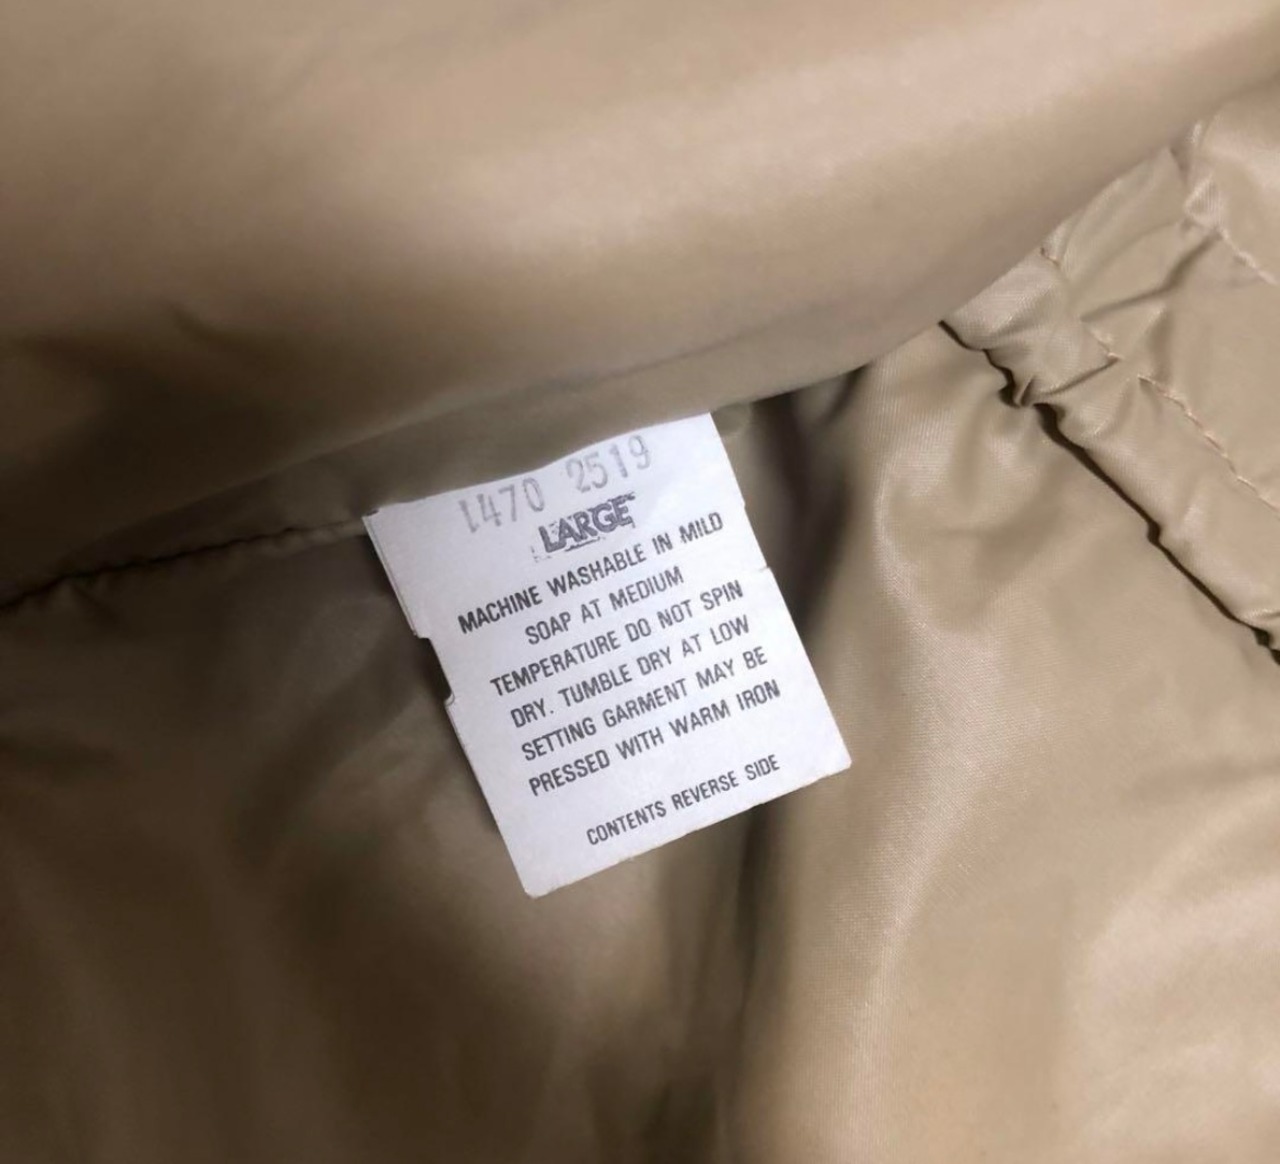 1470 2519
LARGE
MACHINE WASHABLE IN MILD
SOAP AT MEDIUM
TEMPERATURE DO NOT SPIN
DRY. TUMBLE DRY AT LOW
SETTING GARMENT MAY BE
PRESSED WITH WARM IRON
CONTENTS REVERSE SIDE